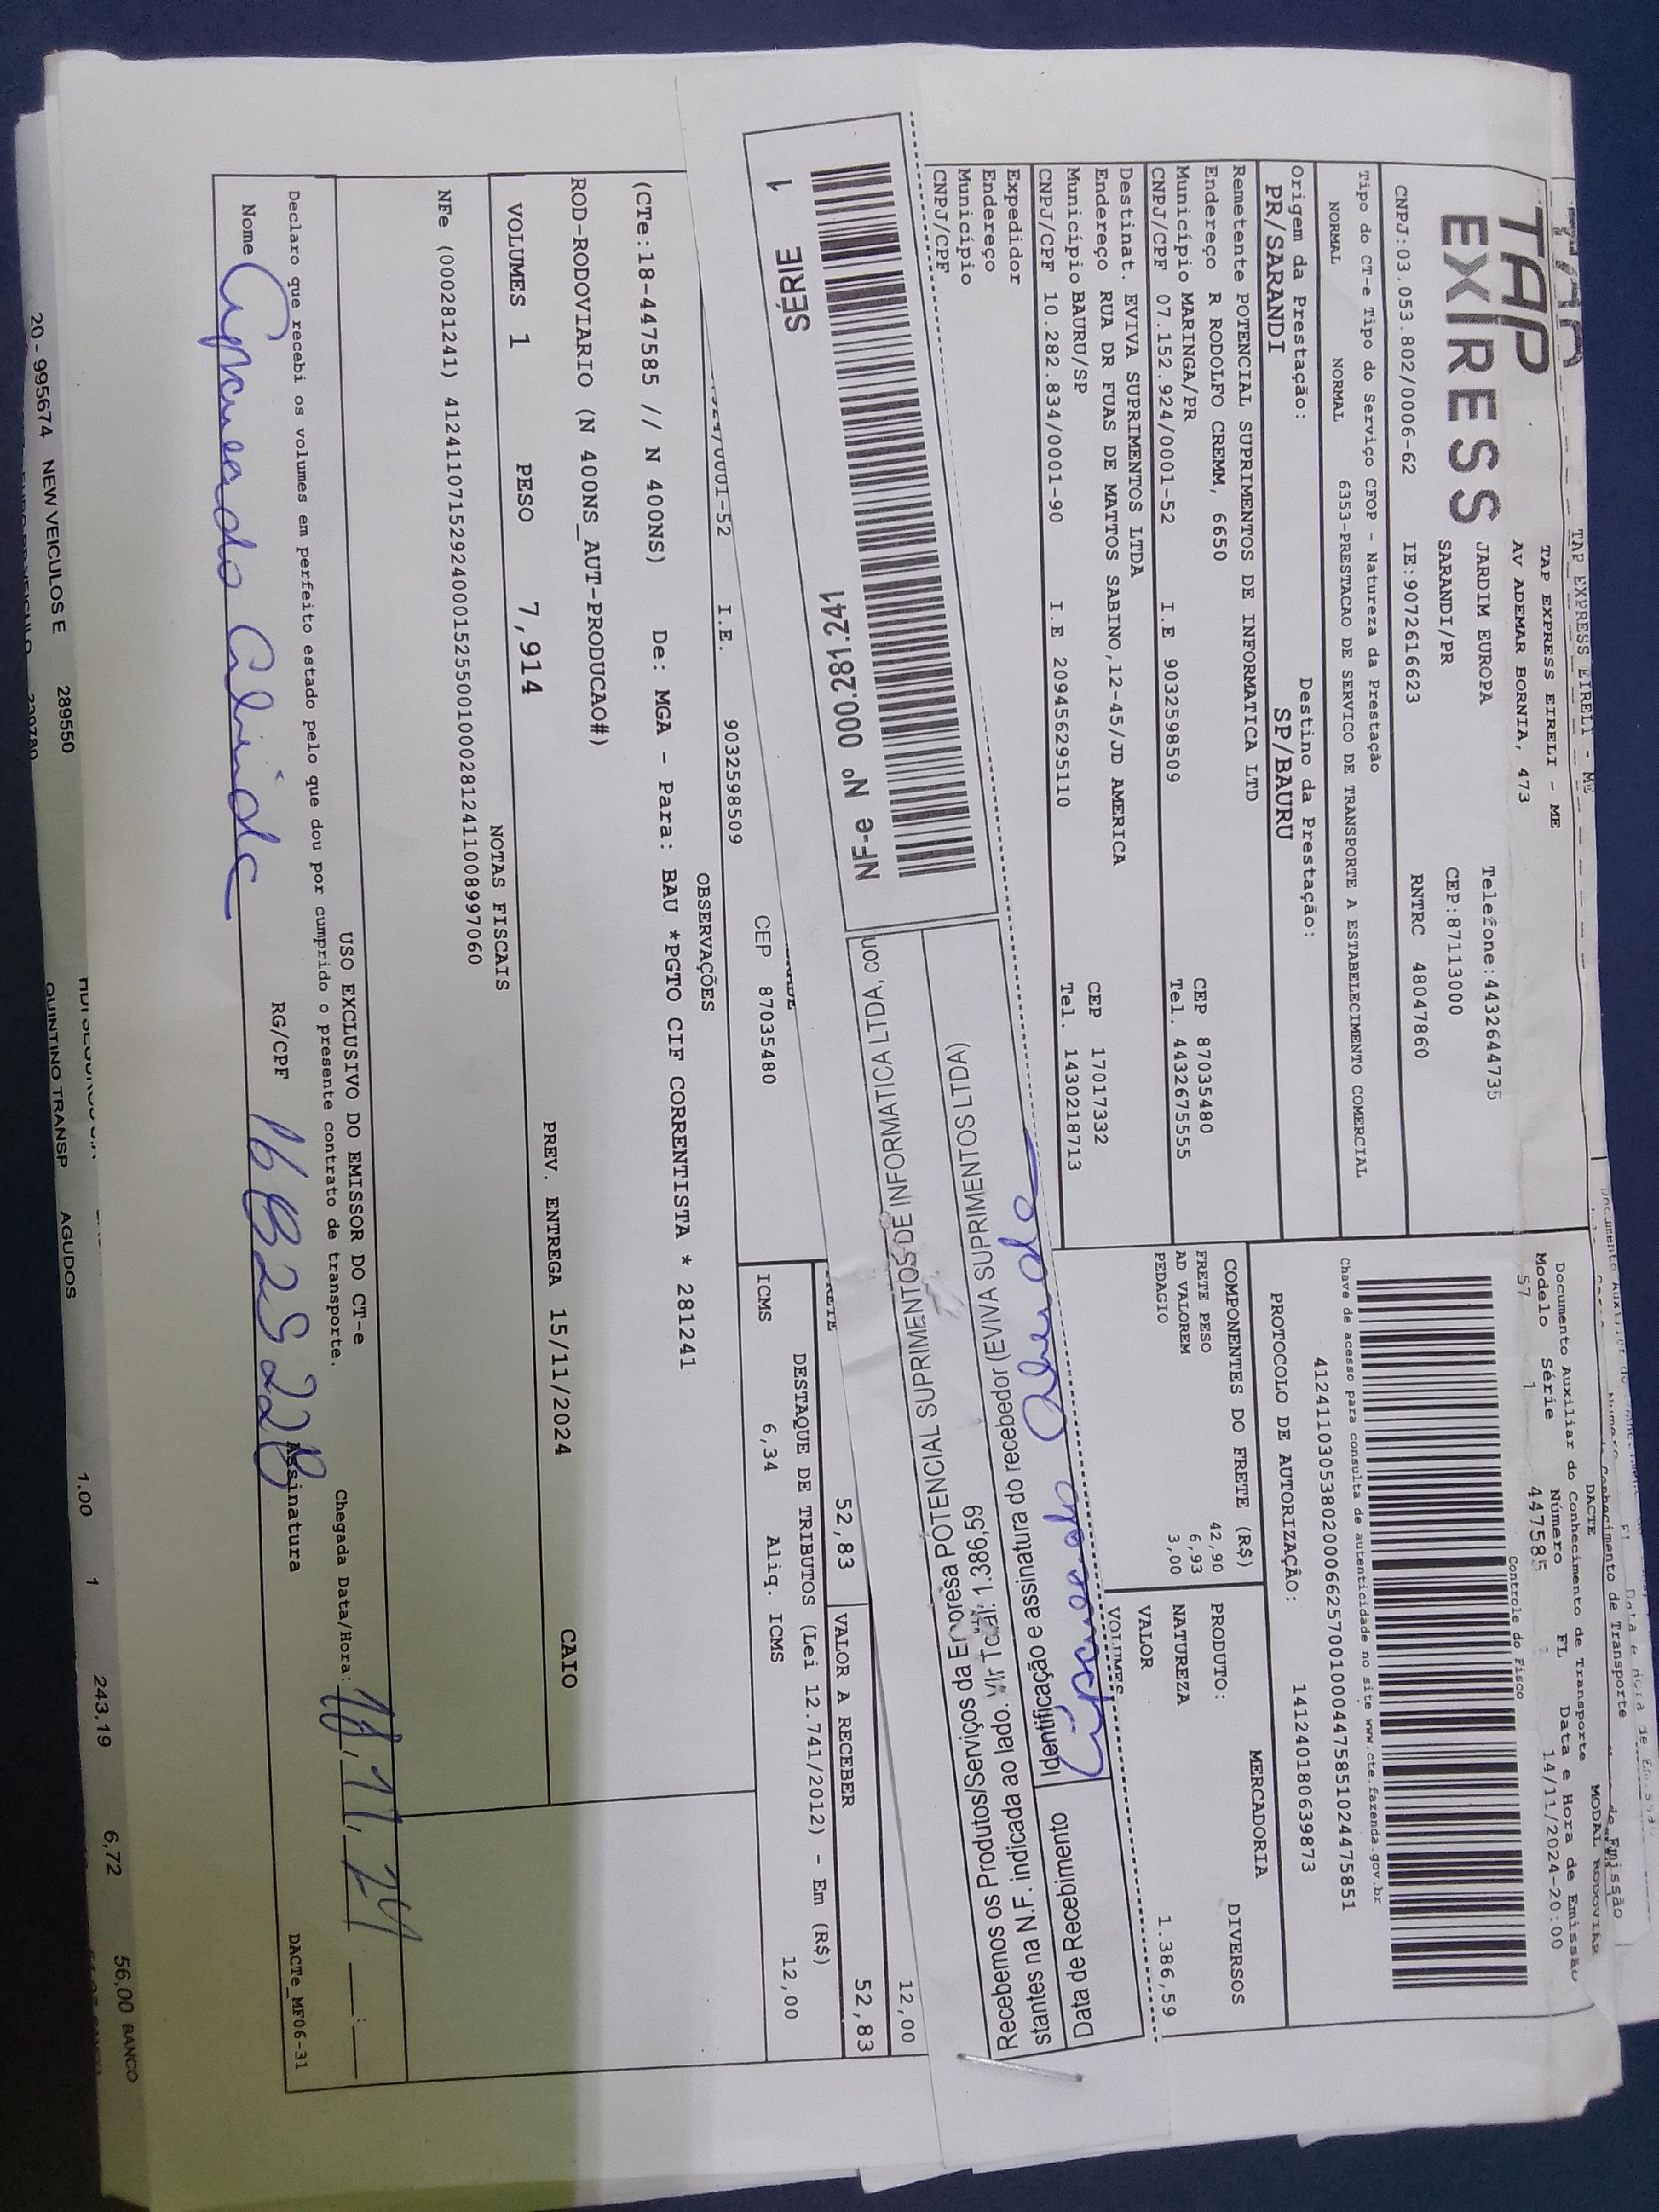 TAP EXPRESS EIRELI - ME
TAP EXPRESS
TAP EXPRESS EIRELI - ME
AV ADEMAR BORNIA, 473
JARDIM EUROPA
Telefone:4432644735
SARANDI/PR
CEP:87113000
CNPJ:03.053.802/0006-62 IE:9072616623 RNTRC 48047860
DACTE
Documento Auxiliar do Conhecimento de Transporte
Modelo Série Número FL Data e Hora de Emissão
57 1 447585 14/11/2024-20:00
Controle do Fisco
Chave de acesso para consulta de autenticidade no site www.cte.fazenda.gov.br
41241103053802000662570010004475851024475851
Tipo do CT-e Tipo do Serviço CFOP - Natureza da Prestação
NORMAL NORMAL 6353-PRESTACAO DE SERVICO DE TRANSPORTE A ESTABELECIMENTO COMERCIAL
PROTOCOLO DE AUTORIZAÇÃO: 141240180639873
Origem da Prestação: Destino da Prestação:
PR/SARANDI SP/BAURU
Remetente POTENCIAL SUPRIMENTOS DE INFORMATICA LTD
Endereço R RODOLFO CREMM, 6650 CEP 87035480
Município MARINGA/PR Tel. 4432675555
CNPJ/CPF 07.152.924/0001-52 I.E 9032598509
Destinat. EVIVA SUPRIMENTOS LTDA
Endereço RUA DR FUAS DE MATTOS SABINO,12-45/JD AMERICA CEP 17017332
Município BAURU/SP Tel. 1430218713
CNPJ/CPF 10.282.834/0001-90 I.E 209456295110
Expedidor
Endereço
Município
CNPJ/CPF
COMPONENTES DO FRETE (R$)
FRETE PESO 42,90
AD VALOREM 6,93
PEDAGIO 3,00
MERCADORIA
PRODUTO: DIVERSOS
NATUREZA
VALOR 1.386,59
VOLUMES
Recebemos os Produtos/Serviços da Empresa POTENCIAL SUPRIMENTOS DE INFORMATICA LTDA, con
stantes na N.F. indicada ao lado. Vlr Total: 1.386,59
Identificação e assinatura do recebedor (EVIVA SUPRIMENTOS LTDA)
Data de Recebimento
NF-e Nº 000.281.241
SÉRIE 1
12,00
52,83 VALOR A RECEBER 52,83
CEP 87035480
I.E. 9032598509
DESTAQUE DE TRIBUTOS (Lei 12.741/2012) - Em (R$)
ICMS 6,34 Aliq. ICMS 12,00
OBSERVAÇÕES
(CTe:18-447585 // N 400NS) De: MGA - Para: BAU *PGTO CIF CORRENTISTA * 281241
ROD-RODOVIARIO (N 400NS_AUT-PRODUCAO#)
VOLUMES 1 PESO 7,914 PREV. ENTREGA 15/11/2024 CAIO
NOTAS FISCAIS
NFe (000281241) 41241107152924000152550010002812411008997060
USO EXCLUSIVO DO EMISSOR DO CT-e
Declaro que recebi os volumes em perfeito estado pelo que dou por cumprido o presente contrato de transporte.
Chegada Data/Hora: 18/11/24
Nome RG/CPF Assinatura
DACTe_MF06-31
20 - 995674 NEW VEICULOS E 289550 QUINTINO TRANSP AGUDOS 1.00 1 243,19 6,72 56,00 BANCO